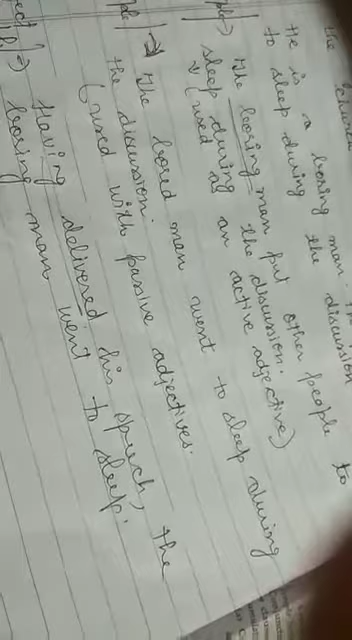 the
He is a boring man.
to sleep during the discussion
The boring man put other people to
sleep during the discussion.
(used as an active adjective)
The bored man went to sleep during
the discussion.
(used with passive adjectives.
Having delivered his speech, the
boring man went to sleep.